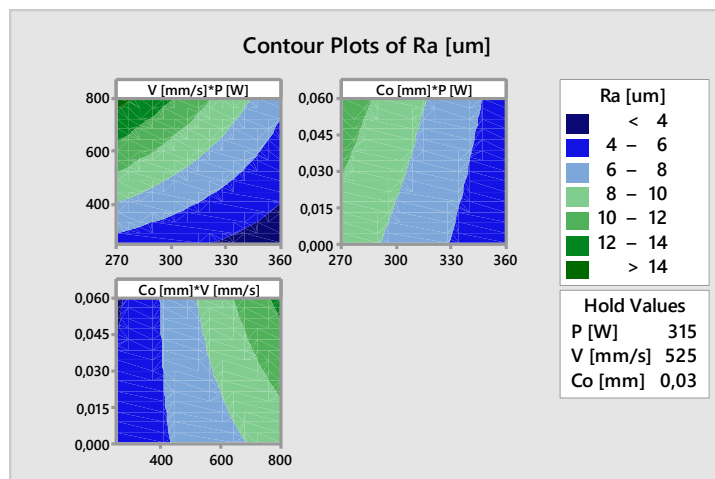 Contour Plots of Ra [um]
V [mm/s]*P [W]
800
600
400
270 300 330 360
Co [mm]*P [W]
0,060
0,045
0,030
0,015
0,000
270 300 330 360
Co [mm]*V [mm/s]
0,060
0,045
0,030
0,015
0,000
400 600 800
Ra [um]
< 4
4 – 6
6 – 8
8 – 10
10 – 12
12 – 14
> 14
Hold Values
P [W] 315
V [mm/s] 525
Co [mm] 0,03